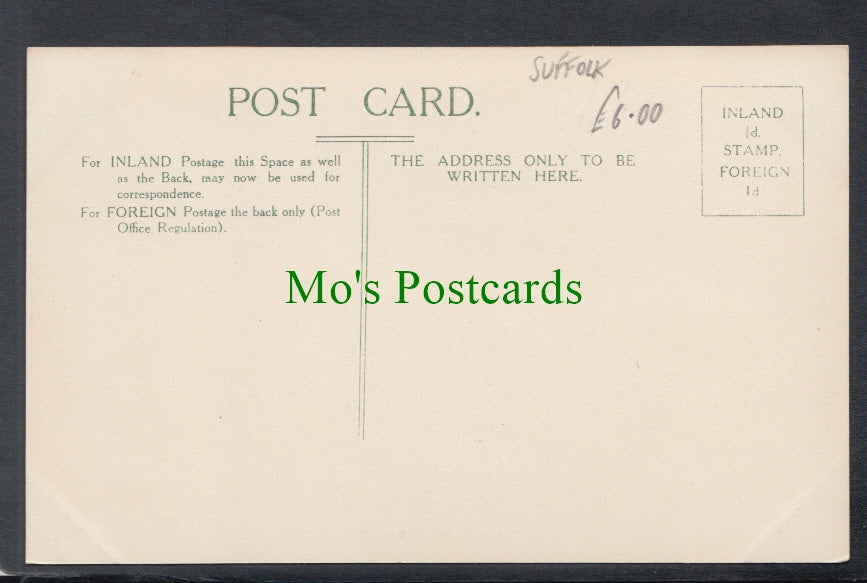 SUFFOLK
£6.00
POST CARD.
For INLAND Postage this Space as well
as the Back, may now be used for
correspondence.
For FOREIGN Postage the back only (Post
Office Regulation).
THE ADDRESS ONLY TO BE
WRITTEN HERE.
INLAND
½d.
STAMP.
FOREIGN
1d
Mo's Postcards